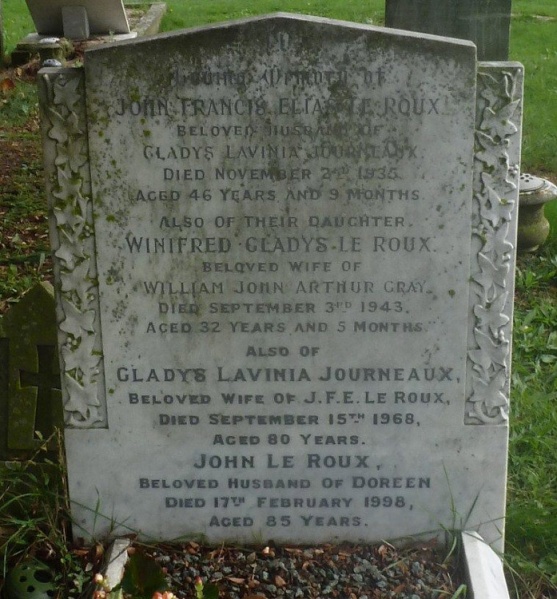 In Loving Memory of
John Francis Elias Le Roux
Beloved Husband of
Gladys Lavinia Journeaux.
Died November 2nd 1935.
Aged 46 Years and 9 Months.
Also of their Daughter.
Winifred Gladys Le Roux.
Beloved Wife of
William John Arthur Gray.
Died September 3rd 1943.
Aged 32 Years and 5 Months.
Also of
Gladys Lavinia Journeaux,
Beloved Wife of J.F.E. Le Roux,
Died September 15th 1968,
Aged 80 Years.
John Le Roux,
Beloved Husband of Doreen
Died 17th February 1998,
Aged 85 Years.